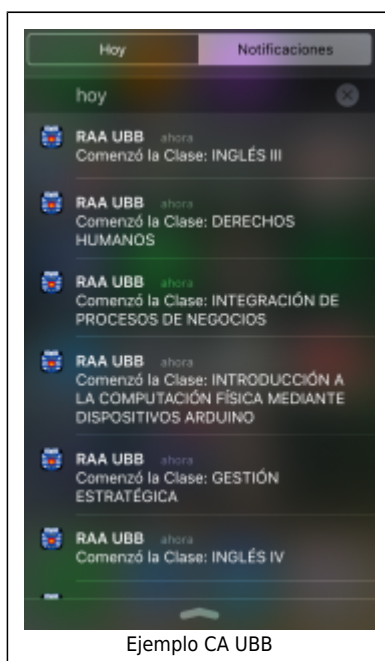 Hoy
Notificaciones
hoy
RAA UBB ahora
Comenzó la Clase: INGLÉS III
RAA UBB ahora
Comenzó la Clase: DERECHOS
HUMANOS
RAA UBB ahora
Comenzó la Clase: INTEGRACIÓN DE
PROCESOS DE NEGOCIOS
RAA UBB ahora
Comenzó la Clase: INTRODUCCIÓN A
LA COMPUTACIÓN FÍSICA MEDIANTE
DISPOSITIVOS ARDUINO
RAA UBB ahora
Comenzó la Clase: GESTIÓN
ESTRATÉGICA
RAA UBB ahora
Comenzó la Clase: INGLÉS IV
Ejemplo CA UBB